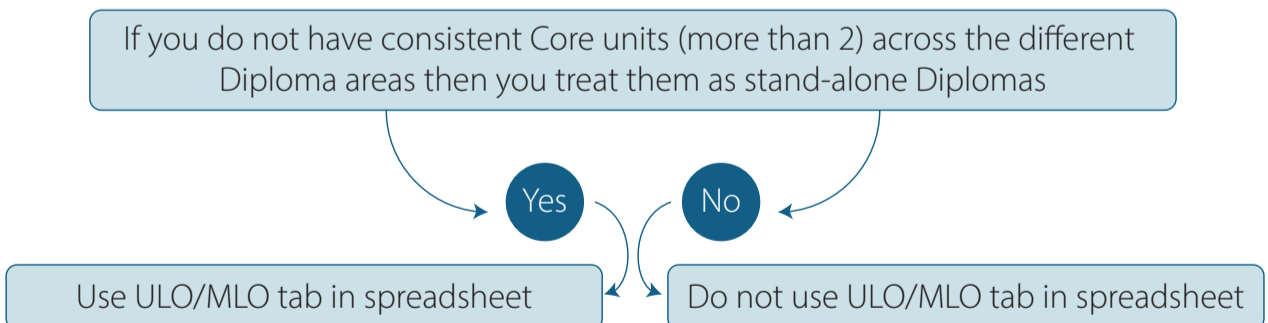 If you do not have consistent Core units (more than 2) across the different
Diploma areas then you treat them as stand-alone Diplomas
Yes
No
Use ULO/MLO tab in spreadsheet
Do not use ULO/MLO tab in spreadsheet